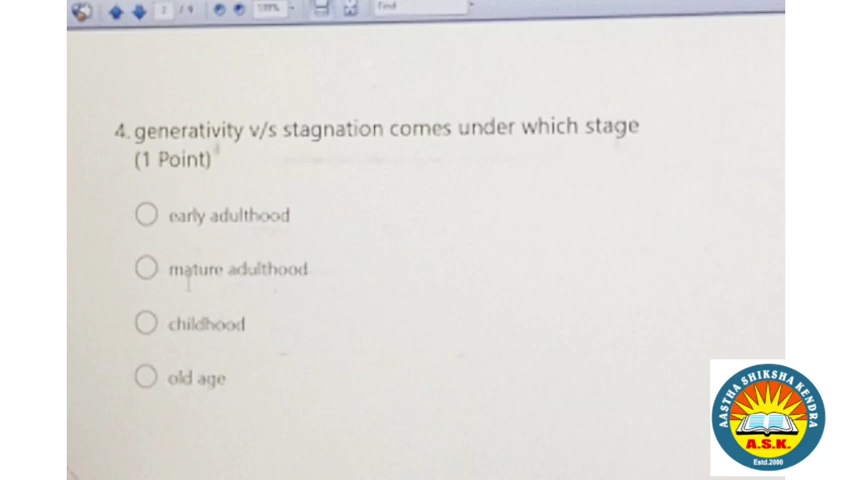 4. generativity v/s stagnation comes under which stage
(1 Point)
early adulthood
mature adulthood
childhood
old age
AASTHA SHIKSHA KENDRA
A.S.K.
Estd.2000